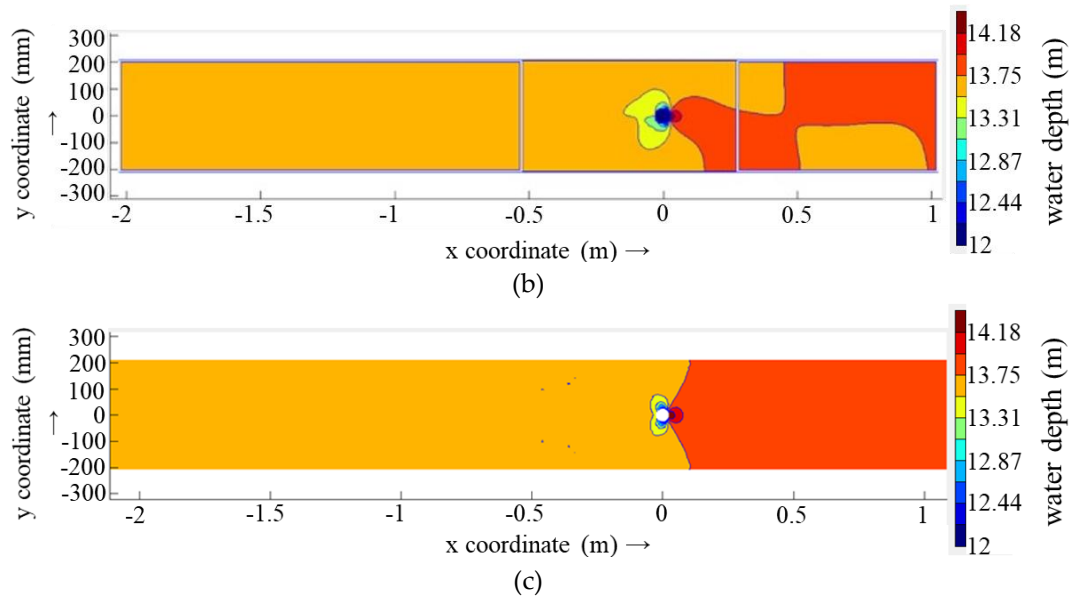 300
200
100
0
-100
-200
-300
y coordinate (mm) →
-2 -1.5 -1 -0.5 0 0.5 1
x coordinate (m) →
14.18
13.75
13.31
12.87
12.44
12
water depth (m)
(b)
300
200
100
0
-100
-200
-300
y coordinate (mm) →
-2 -1.5 -1 -0.5 0 0.5 1
x coordinate (m) →
14.18
13.75
13.31
12.87
12.44
12
water depth (m)
(c)